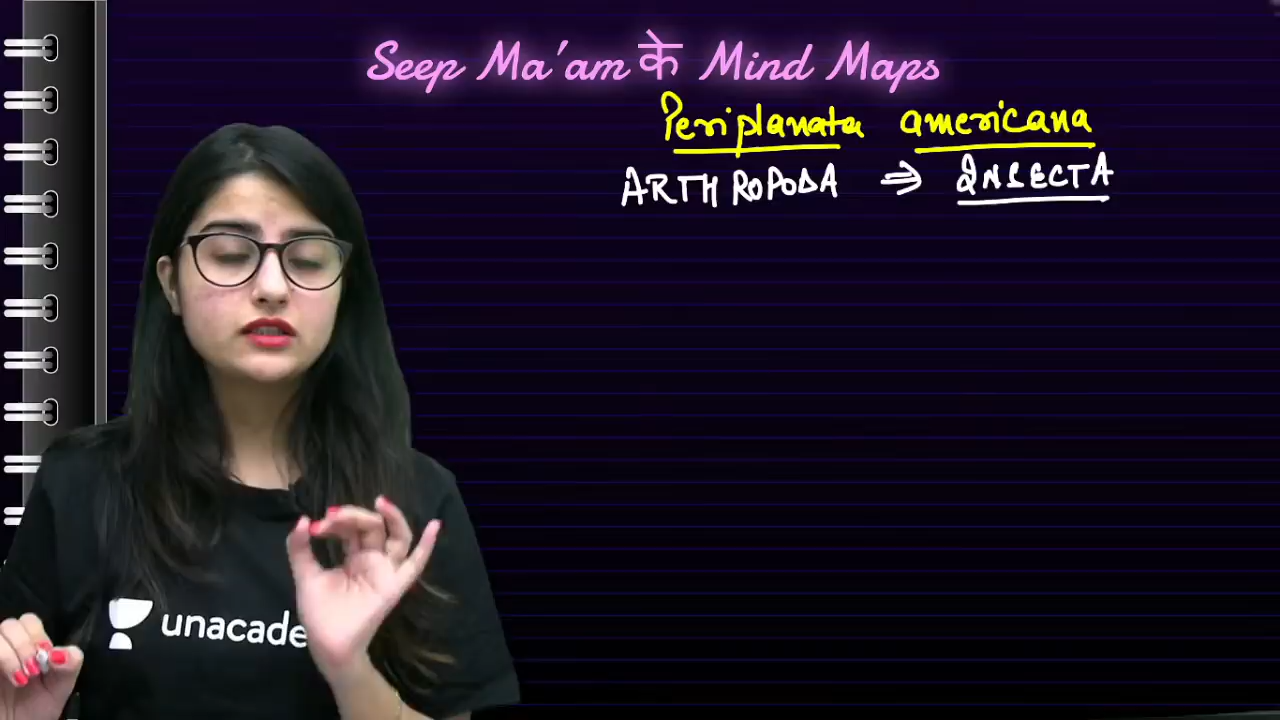 Seep Ma'am के Mind Maps
Periplanata americana
ARTHROPODA ⇒ INSECTA
unacade